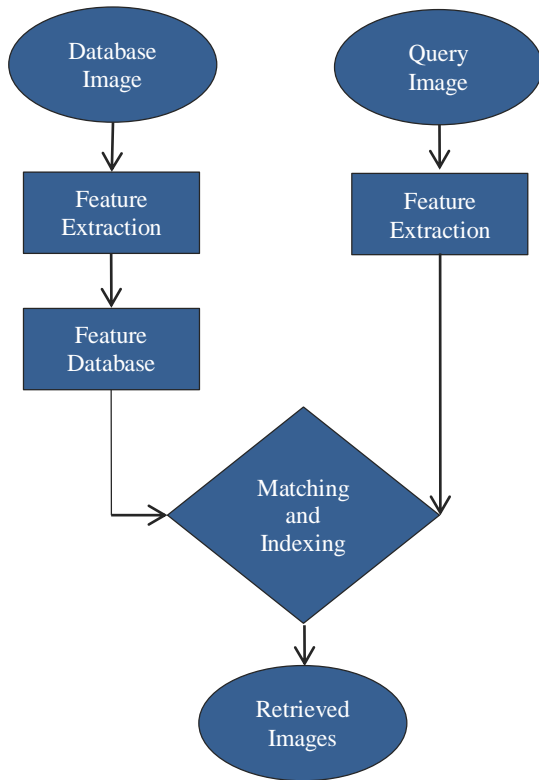 Database
Image
Query
Image
Feature
Extraction
Feature
Extraction
Feature
Database
Matching
and
Indexing
Retrieved
Images